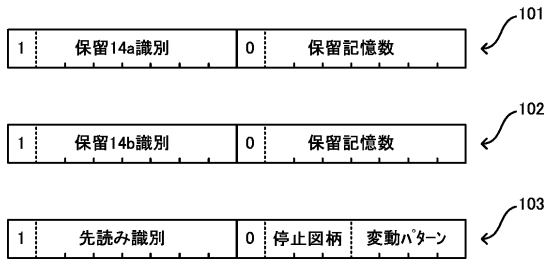 101
1 保留14a識別 0 保留記憶数
102
1 保留14b識別 0 保留記憶数
103
1 先読み識別 0 停止図柄 変動パターン